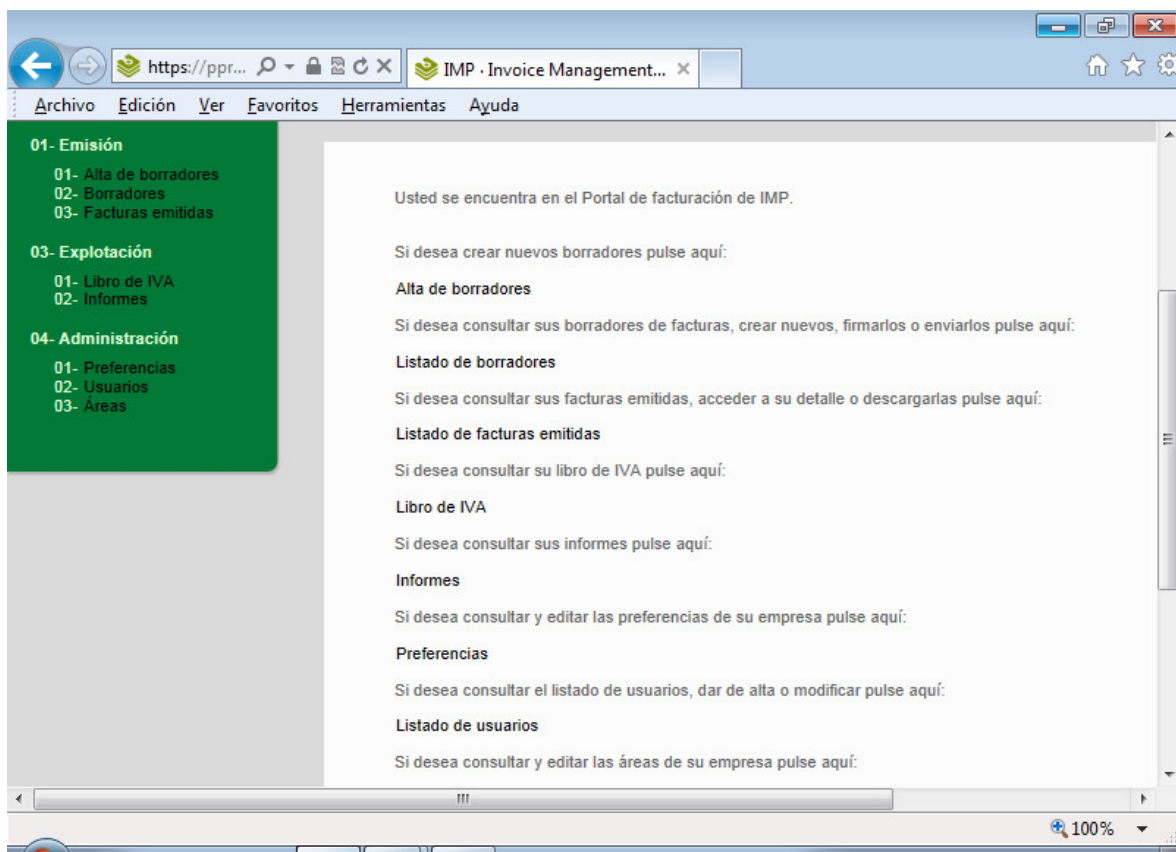 https://ppr...
IMP · Invoice Management...
Archivo Edición Ver Favoritos Herramientas Ayuda
01- Emisión
01- Alta de borradores
02- Borradores
03- Facturas emitidas
03- Explotación
01- Libro de IVA
02- Informes
04- Administración
01- Preferencias
02- Usuarios
03- Áreas
Usted se encuentra en el Portal de facturación de IMP.
Si desea crear nuevos borradores pulse aquí:
Alta de borradores
Si desea consultar sus borradores de facturas, crear nuevos, firmarlos o enviarlos pulse aquí:
Listado de borradores
Si desea consultar sus facturas emitidas, acceder a su detalle o descargarlas pulse aquí:
Listado de facturas emitidas
Si desea consultar su libro de IVA pulse aquí:
Libro de IVA
Si desea consultar sus informes pulse aquí:
Informes
Si desea consultar y editar las preferencias de su empresa pulse aquí:
Preferencias
Si desea consultar el listado de usuarios, dar de alta o modificar pulse aquí:
Listado de usuarios
Si desea consultar y editar las áreas de su empresa pulse aquí:
100%